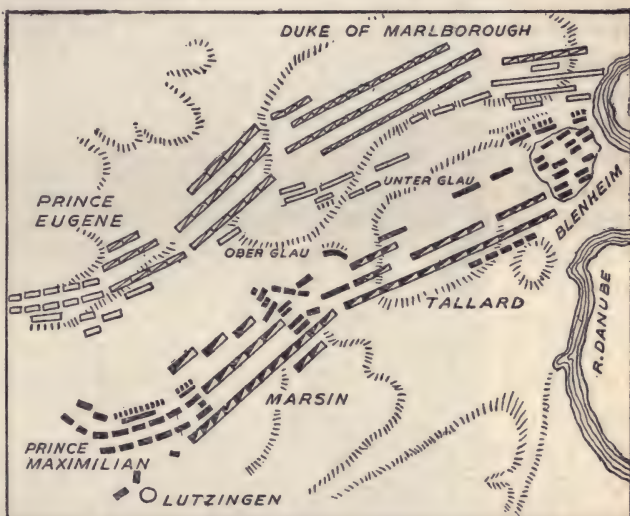 DUKE OF MARLBOROUGH
PRINCE
EUGENE
UNTER GLAU
OBER GLAU
BLENHEIM
TALLARD
R. DANUBE
MARSIN
PRINCE
MAXIMILIAN
LUTZINGEN